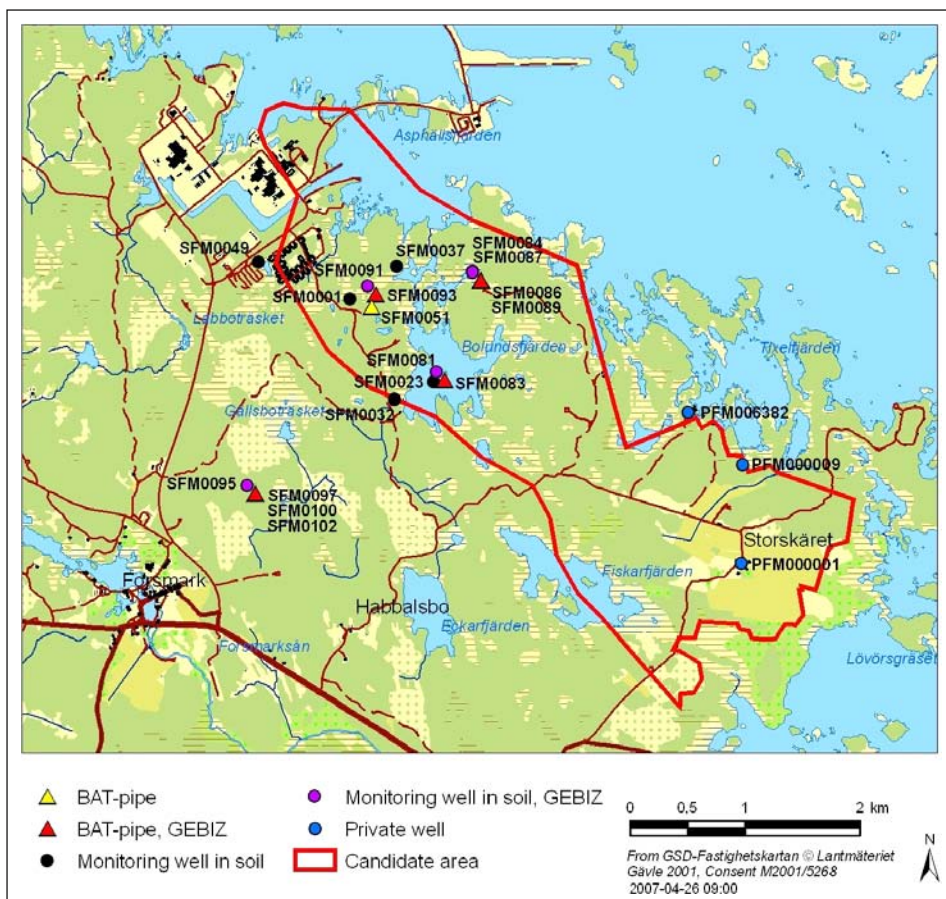 Asphällsfjärden
SFM0049
SFM0037
SFM0084
SFM0087
SFM0091
SFM0001
SFM0093
SFM0051
SFM0086
SFM0089
Labboträsket
Bolundsfjärden
Tixelfjärden
SFM0081
SFM0023
SFM0083
SFM0032
Gällsboträsket
PFM006382
PFM000009
SFM0095
SFM0097
SFM0100
SFM0102
Storskäret
PFM000001
Forsmark
Fiskarfjärden
Habbalsbo
Eckarfjärden
Forsmarksån
Lövörsgräset
BAT-pipe
BAT-pipe, GEBIZ
Monitoring well in soil
Monitoring well in soil, GEBIZ
Private well
Candidate area
0 0,5 1 2 km
From GSD-Fastighetskartan © Lantmäteriet
Gävle 2001, Consent M2001/5268
2007-04-26 09:00
N